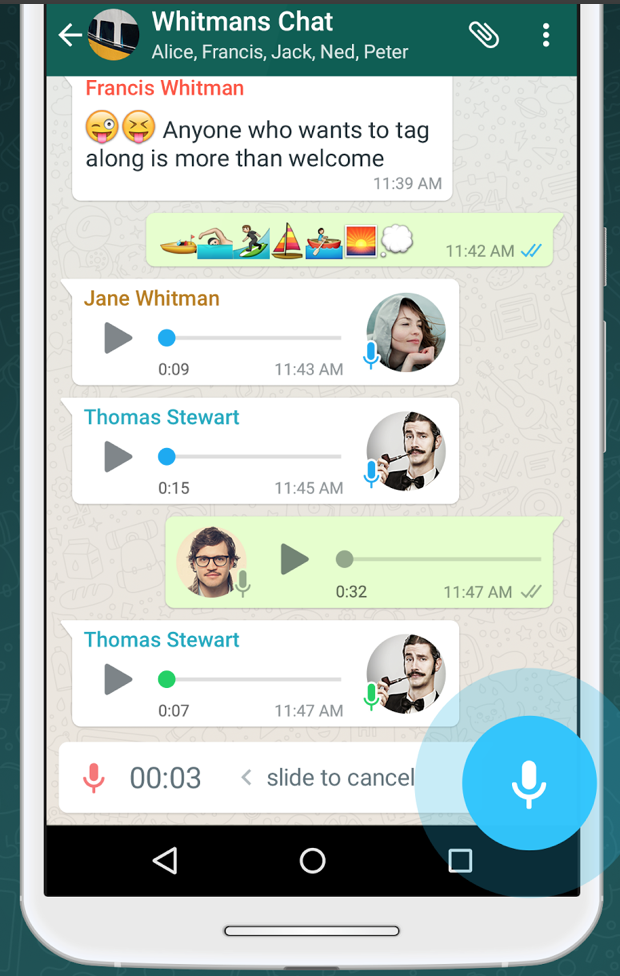 Whitmans Chat
Alice, Francis, Jack, Ned, Peter
Francis Whitman
Anyone who wants to tag
along is more than welcome
11:39 AM
11:42 AM
Jane Whitman
0:09 11:43 AM
Thomas Stewart
0:15 11:45 AM
0:32 11:47 AM
Thomas Stewart
0:07 11:47 AM
00:03 < slide to cancel